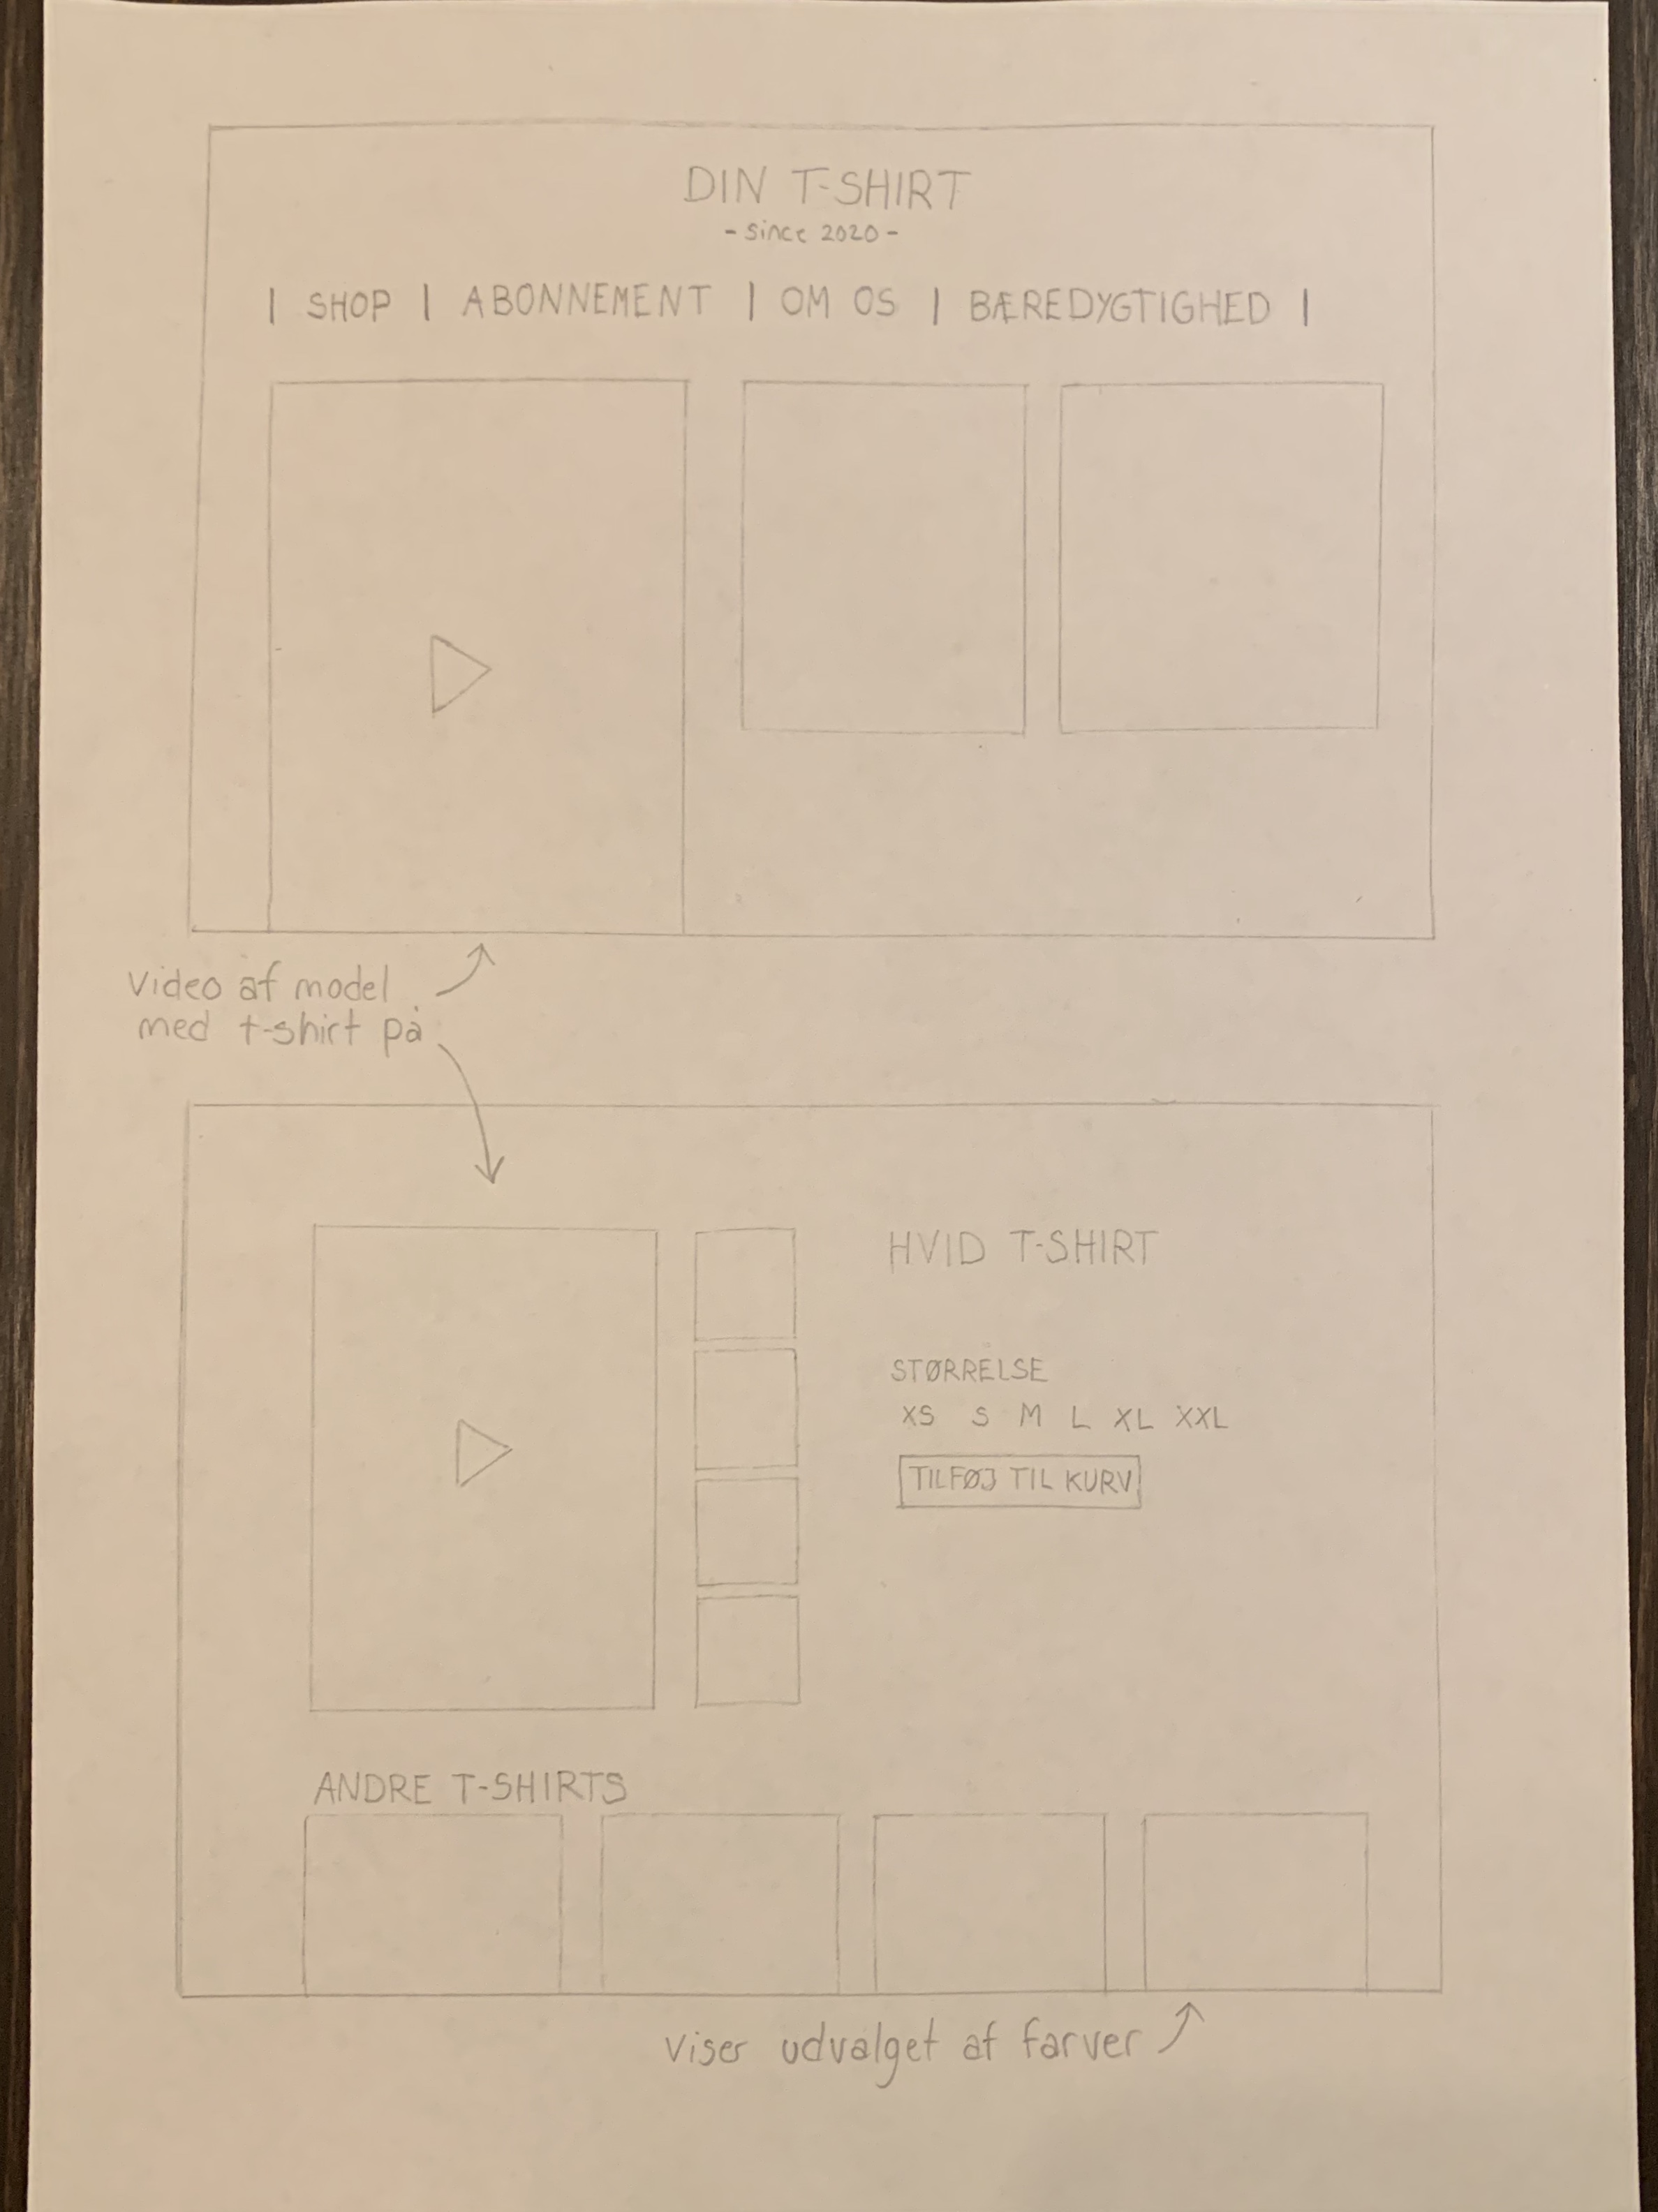 DIN T-SHIRT
- since 2020 -
| SHOP | ABONNEMENT | OM OS | BÆREDYGTIGHED |
Video af model
med t-shirt på
HVID T-SHIRT
STØRRELSE
XS S M L XL XXL
TILFØJ TIL KURV
ANDRE T-SHIRTS
Viser udvalget af farver